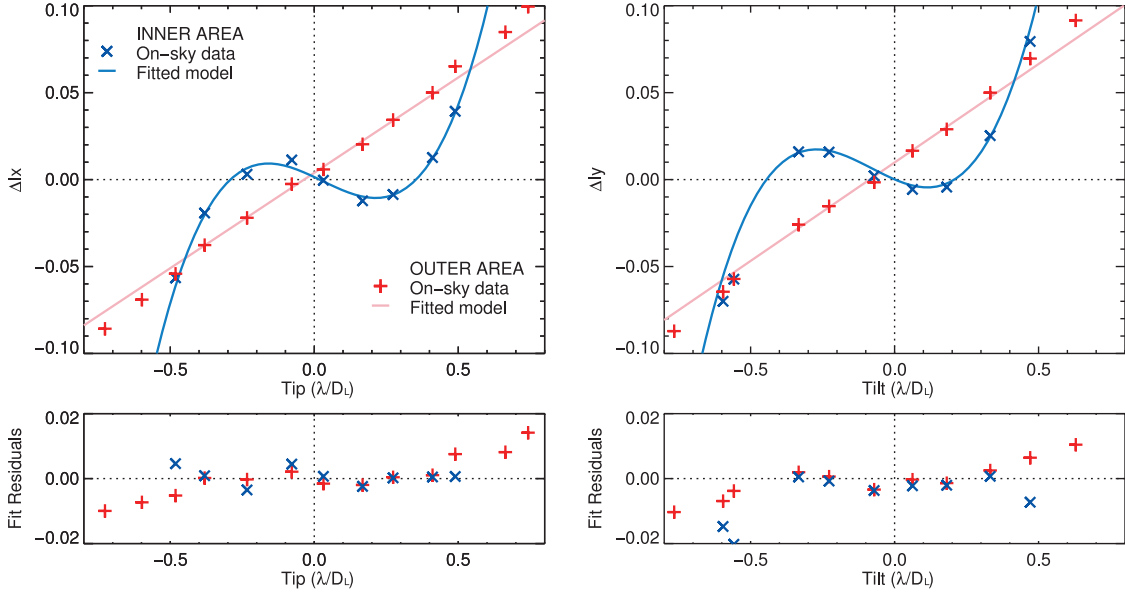 0.10
0.05
0.00
−0.05
−0.10
ΔIx
INNER AREA
On-sky data
Fitted model
OUTER AREA
On-sky data
Fitted model
−0.5 0.0 0.5
Tip (λ/DL)
0.10
0.05
0.00
−0.05
−0.10
ΔIy
−0.5 0.0 0.5
Tilt (λ/DL)
0.02
0.00
−0.02
Fit Residuals
−0.5 0.0 0.5
Tip (λ/DL)
0.02
0.00
−0.02
Fit Residuals
−0.5 0.0 0.5
Tilt (λ/DL)